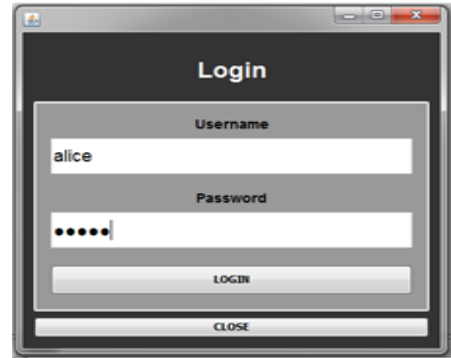 Login
Username
alice
Password
●●●●●
LOGIN
CLOSE